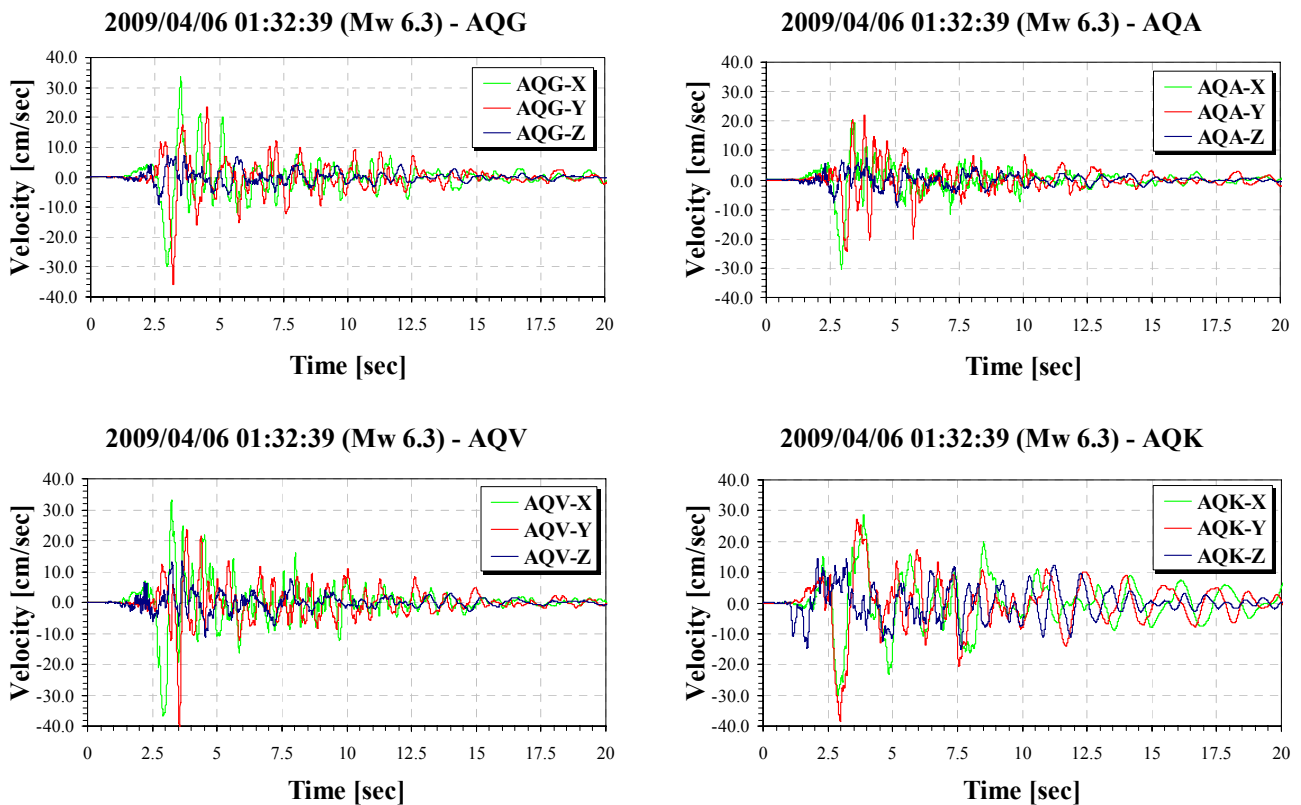 2009/04/06 01:32:39 (Mw 6.3) - AQG
40.0
30.0
20.0
10.0
0.0
-10.0
-20.0
-30.0
-40.0
Velocity [cm/sec]
AQG-X
AQG-Y
AQG-Z
0 2.5 5 7.5 10 12.5 15 17.5 20
Time [sec]
2009/04/06 01:32:39 (Mw 6.3) - AQA
40.0
30.0
20.0
10.0
0.0
-10.0
-20.0
-30.0
-40.0
Velocity [cm/sec]
AQA-X
AQA-Y
AQA-Z
0 2.5 5 7.5 10 12.5 15 17.5 20
Time [sec]
2009/04/06 01:32:39 (Mw 6.3) - AQV
40.0
30.0
20.0
10.0
0.0
-10.0
-20.0
-30.0
-40.0
Velocity [cm/sec]
AQV-X
AQV-Y
AQV-Z
0 2.5 5 7.5 10 12.5 15 17.5 20
Time [sec]
2009/04/06 01:32:39 (Mw 6.3) - AQK
40.0
30.0
20.0
10.0
0.0
-10.0
-20.0
-30.0
-40.0
Velocity [cm/sec]
AQK-X
AQK-Y
AQK-Z
0 2.5 5 7.5 10 12.5 15 17.5 20
Time [sec]